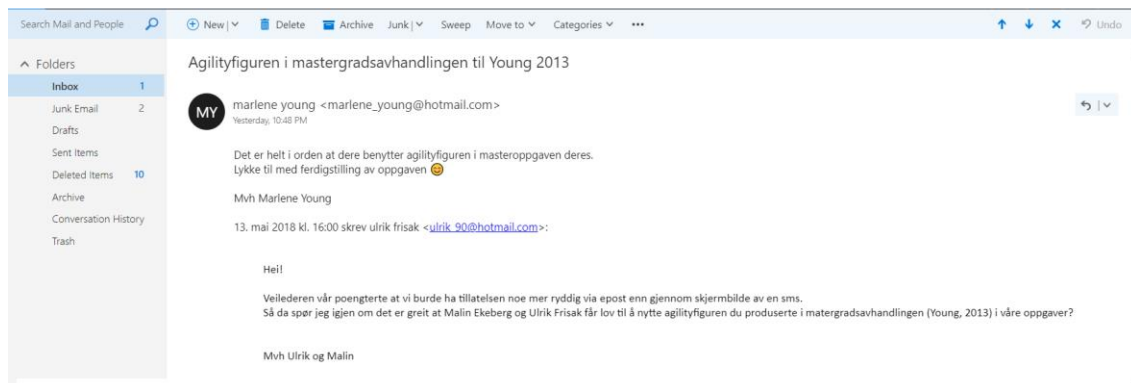 Search Mail and People
New | Delete Archive Junk | Sweep Move to Categories ••• Undo
Folders
Inbox 1
Junk Email 2
Drafts
Sent Items
Deleted Items 10
Archive
Conversation History
Trash
Agilityfiguren i mastergradsavhandlingen til Young 2013
MY
marlene young <marlene_young@hotmail.com>
Yesterday, 10:48 PM
Det er helt i orden at dere benytter agilityfiguren i masteroppgaven deres.
Lykke til med ferdigstilling av oppgaven 😊
Mvh Marlene Young
13. mai 2018 kl. 16:00 skrev ulrik frisak <ulrik_90@hotmail.com>:
Hei!
Veilederen vår poengterte at vi burde ha tillatelsen noe mer ryddig via epost enn gjennom skjermbilde av en sms.
Så da spør jeg igjen om det er greit at Malin Ekeberg og Ulrik Frisak får lov til å nytte agilityfiguren du produserte i matergradsavhandlingen (Young, 2013) i våre oppgaver?
Mvh Ulrik og Malin